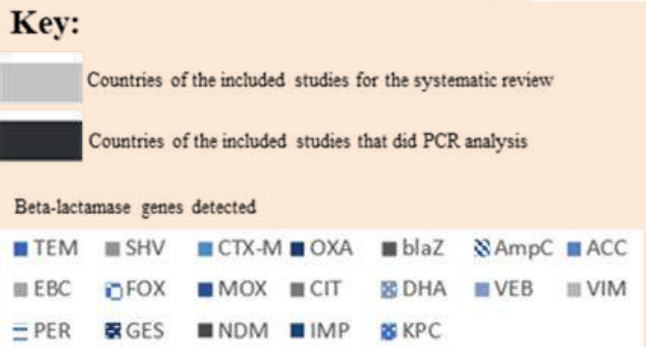 Key:
Countries of the included studies for the systematic review
Countries of the included studies that did PCR analysis
Beta-lactamase genes detected
TEM SHV CTX-M OXA blaZ AmpC ACC
EBC FOX MOX CIT DHA VEB VIM
PER GES NDM IMP KPC